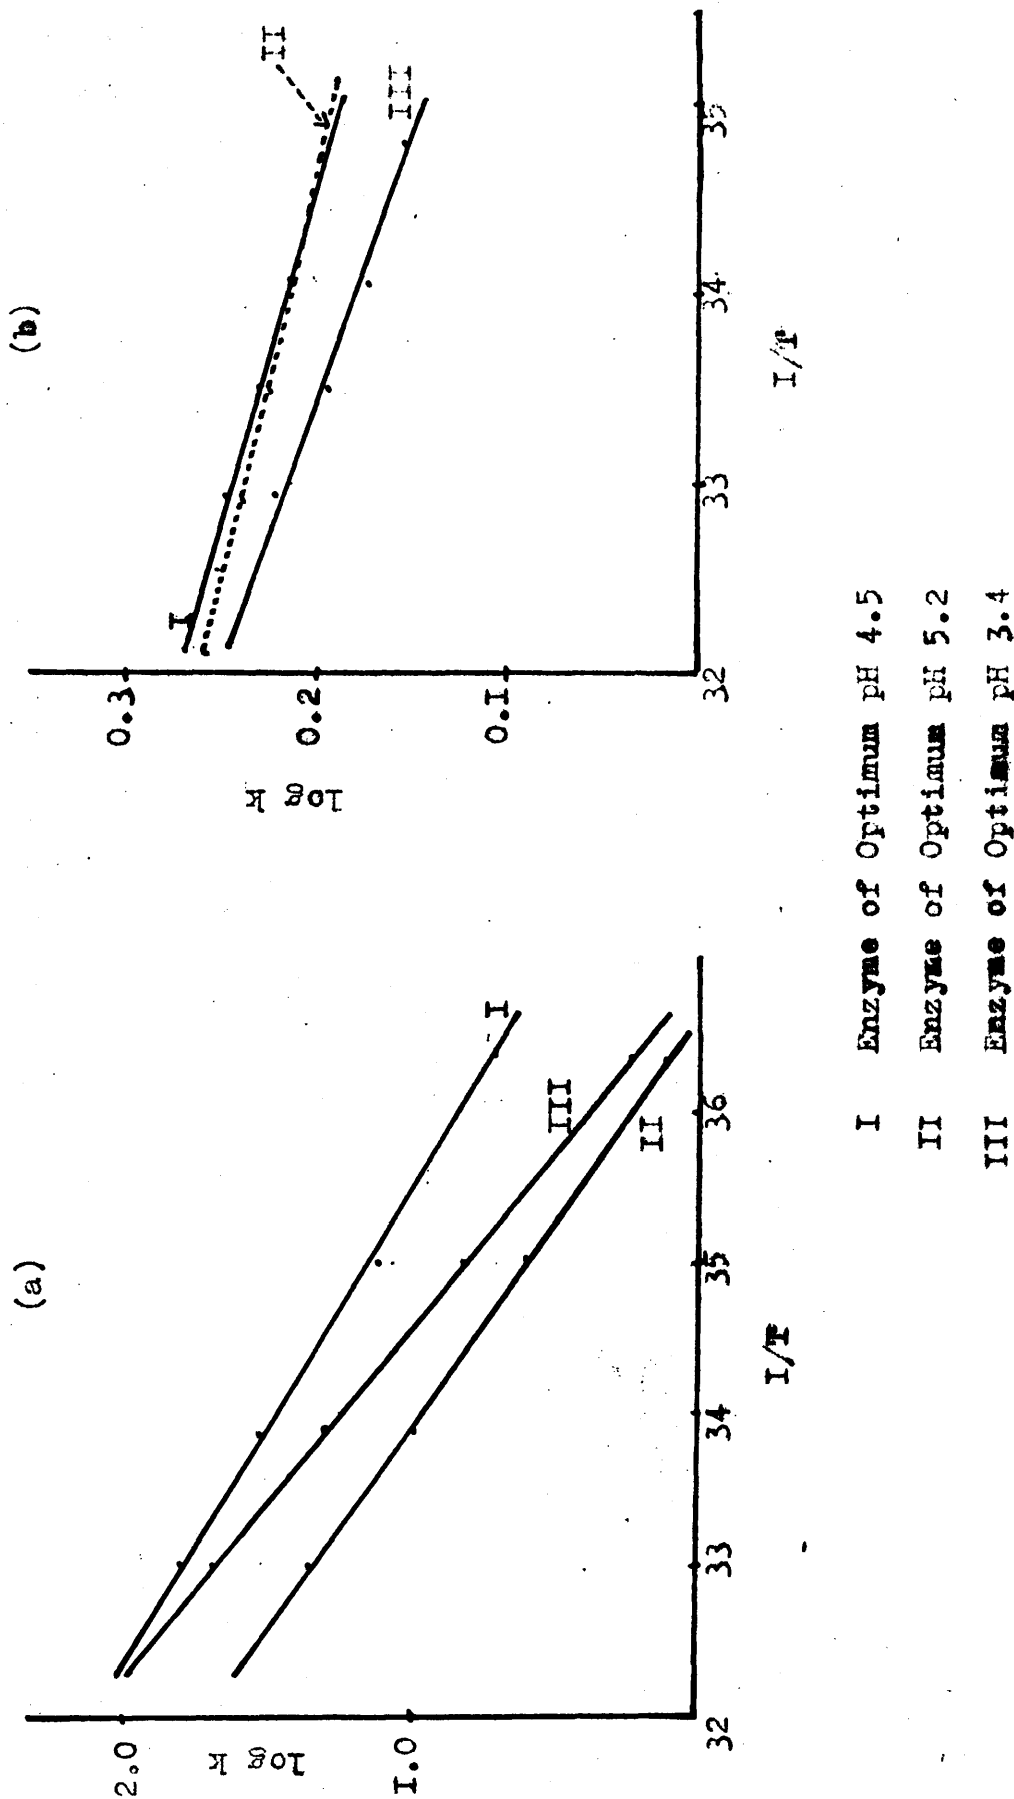 (a)
2.0
1.0
log k
I
III
II
32
33
34
35
36
I/T
(b)
0.3
0.2
0.I
log k
I
II
III
32
33
34
35
I/T
I Enzyme of Optimum pH 4.5
II Enzyme of Optimum pH 5.2
III Enzyme of Optimum pH 3.4